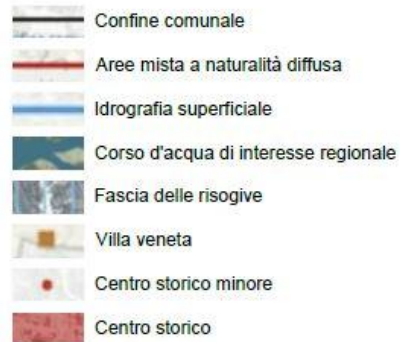 Confine comunale
Aree mista a naturalità diffusa
Idrografia superficiale
Corso d'acqua di interesse regionale
Fascia delle risogive
Villa veneta
Centro storico minore
Centro storico